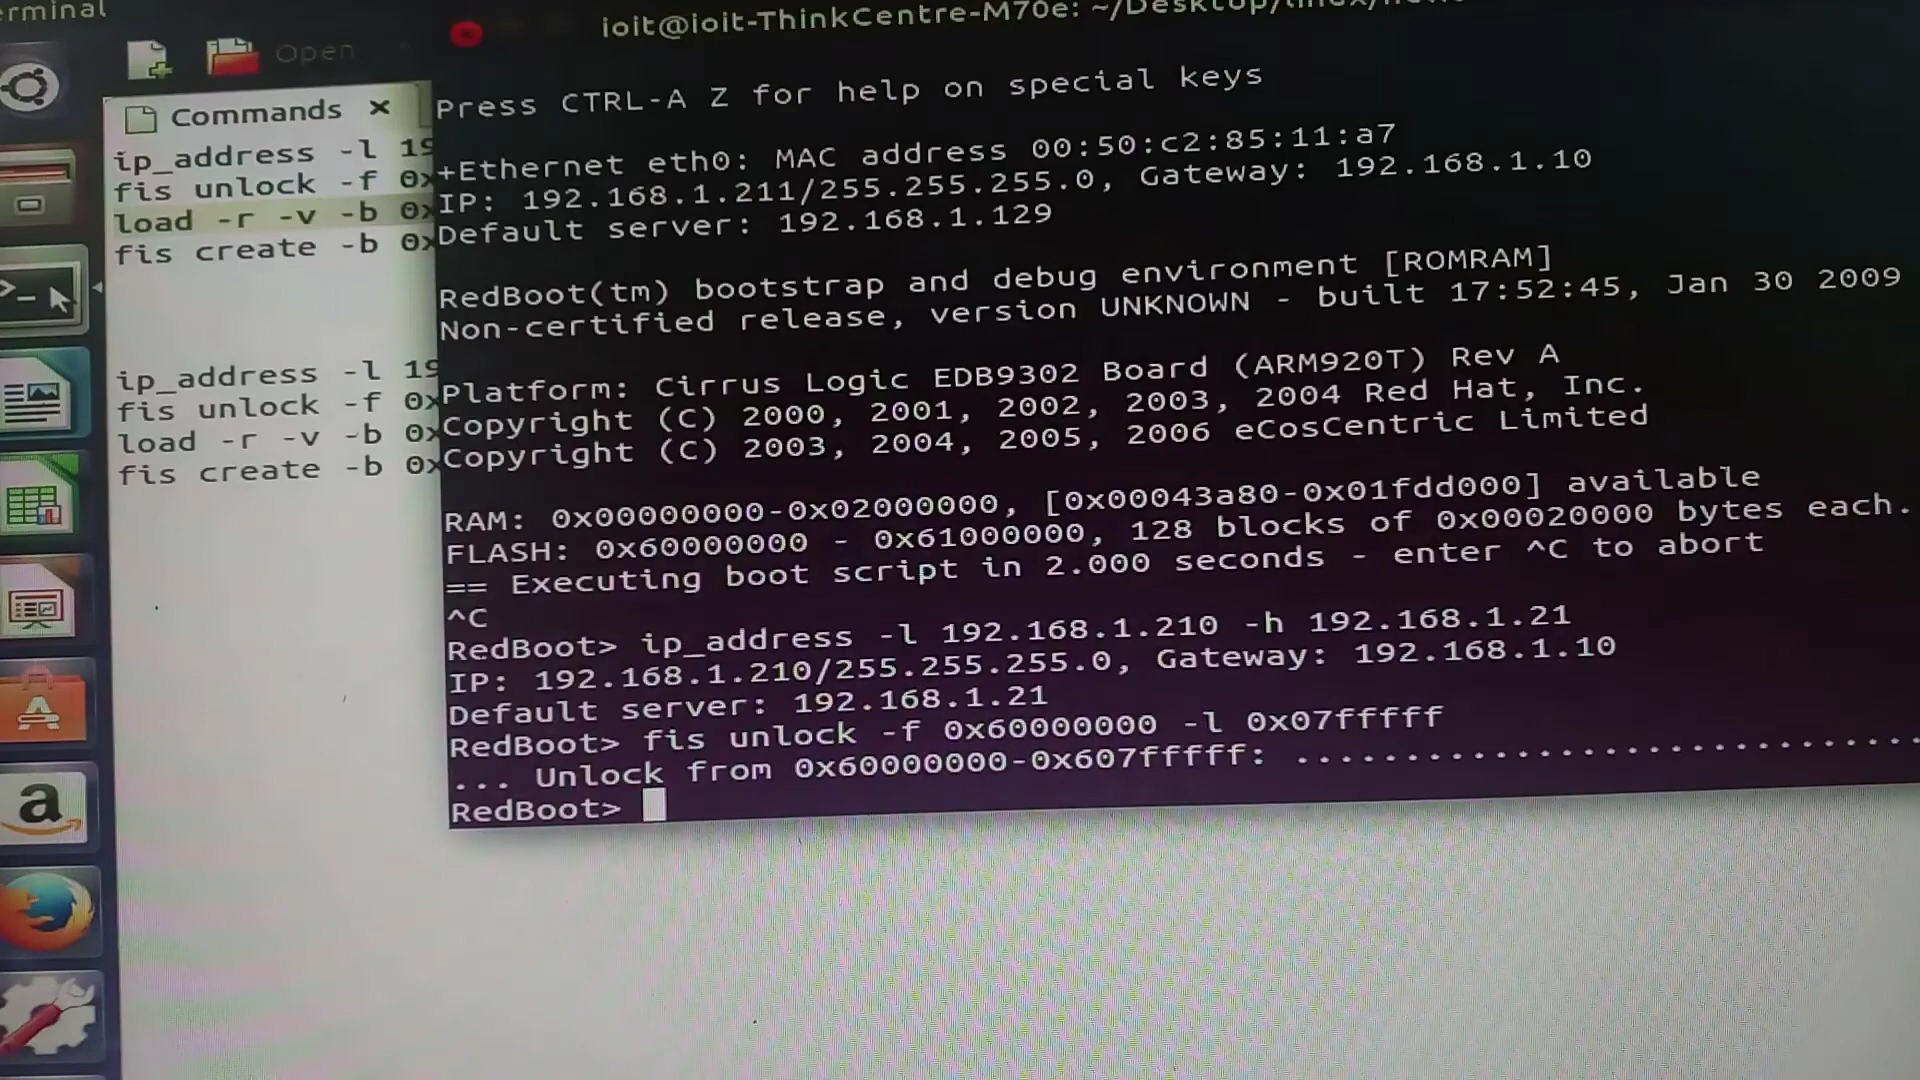 erminal
ioit@ioit-ThinkCentre-M70e: ~/Desktop/linux/
Open
Commands ×
ip_address -l 19
fis unlock -f 0x
load -r -v -b 0x
fis create -b 0x
ip_address -l 19
fis unlock -f 0x
load -r -v -b 0x
fis create -b 0x
Press CTRL-A Z for help on special keys
+Ethernet eth0: MAC address 00:50:c2:85:11:a7
IP: 192.168.1.211/255.255.255.0, Gateway: 192.168.1.10
Default server: 192.168.1.129
RedBoot(tm) bootstrap and debug environment [ROMRAM]
Non-certified release, version UNKNOWN - built 17:52:45, Jan 30 2009
Platform: Cirrus Logic EDB9302 Board (ARM920T) Rev A
Copyright (C) 2000, 2001, 2002, 2003, 2004 Red Hat, Inc.
Copyright (C) 2003, 2004, 2005, 2006 eCosCentric Limited
RAM: 0x00000000-0x02000000, [0x00043a80-0x01fdd000] available
FLASH: 0x60000000 - 0x61000000, 128 blocks of 0x00020000 bytes each.
== Executing boot script in 2.000 seconds - enter ^C to abort
^C
RedBoot> ip_address -l 192.168.1.210 -h 192.168.1.21
IP: 192.168.1.210/255.255.255.0, Gateway: 192.168.1.10
Default server: 192.168.1.21
RedBoot> fis unlock -f 0x60000000 -l 0x07fffff
... Unlock from 0x60000000-0x607fffff: .............................
RedBoot>